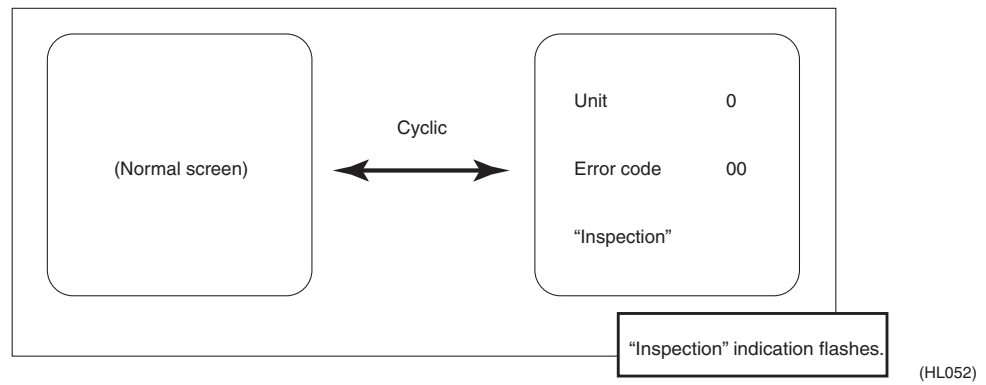 Cyclic
(Normal screen)
Unit 0
Error code 00
“Inspection”
“Inspection” indication flashes.
(HL052)